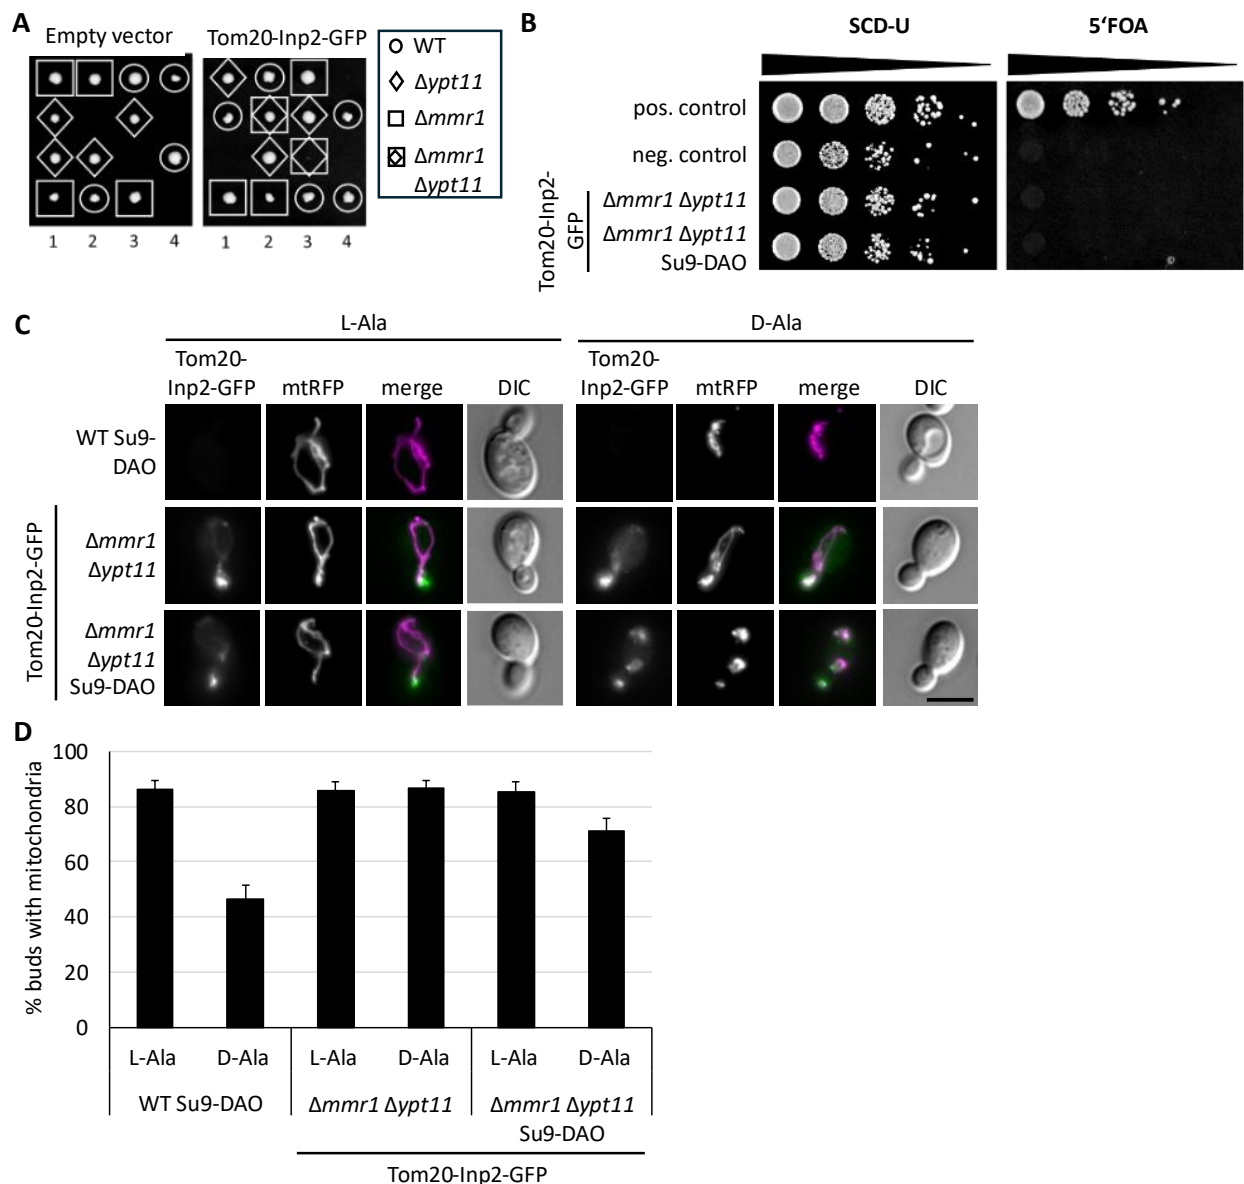 A
Empty vector
Tom20-Inp2-GFP
WT
Δypt11
Δmmr1
Δmmr1
Δypt11
1 2 3 4
1 2 3 4
B
SCD-U
5‘FOA
pos. control
neg. control
Tom20-Inp2-
GFP
Δmmr1 Δypt11
Δmmr1 Δypt11
Su9-DAO
C
L-Ala
D-Ala
Tom20-
Inp2-GFP
mtRFP
merge
DIC
Tom20-
Inp2-GFP
mtRFP
merge
DIC
WT Su9-
DAO
Tom20-Inp2-GFP
Δmmr1
Δypt11
Δmmr1
Δypt11
Su9-DAO
D
% buds with mitochondria
100
80
60
40
20
0
L-Ala
D-Ala
L-Ala
D-Ala
L-Ala
D-Ala
WT Su9-DAO
Δmmr1 Δypt11
Δmmr1 Δypt11
Su9-DAO
Tom20-Inp2-GFP